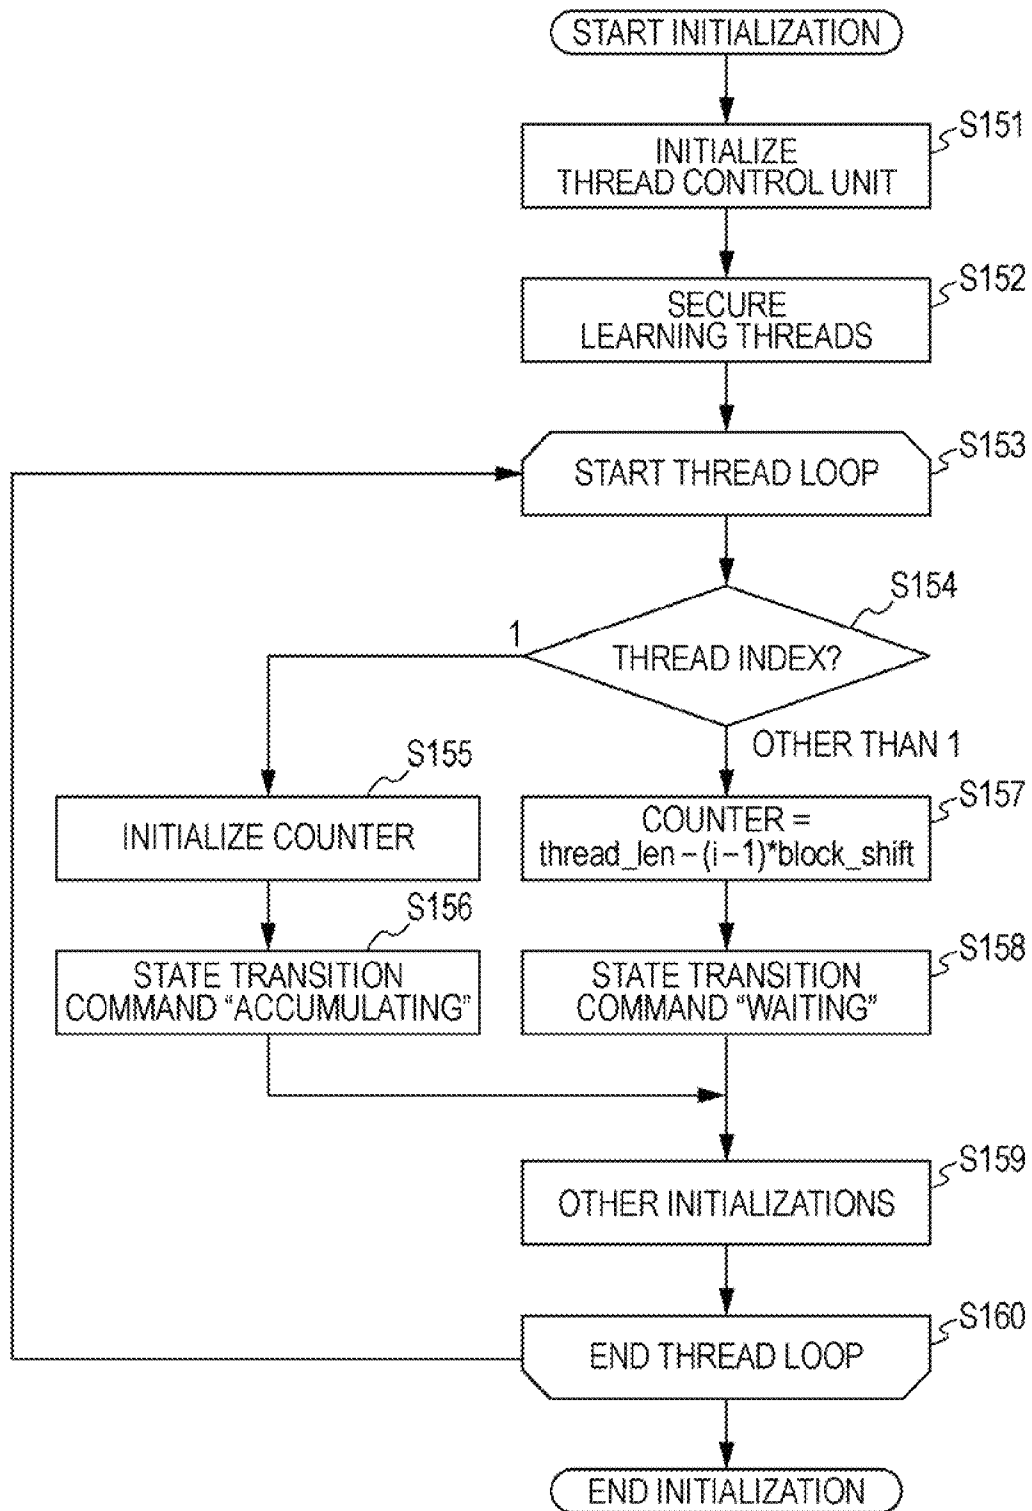 START INITIALIZATION
S151
INITIALIZE
THREAD CONTROL UNIT
S152
SECURE
LEARNING THREADS
S153
START THREAD LOOP
S154
1
THREAD INDEX?
OTHER THAN 1
S155
INITIALIZE COUNTER
S157
COUNTER =
thread_len – (i – 1)*block_shift
S156
STATE TRANSITION
COMMAND “ACCUMULATING”
S158
STATE TRANSITION
COMMAND “WAITING”
S159
OTHER INITIALIZATIONS
S160
END THREAD LOOP
END INITIALIZATION